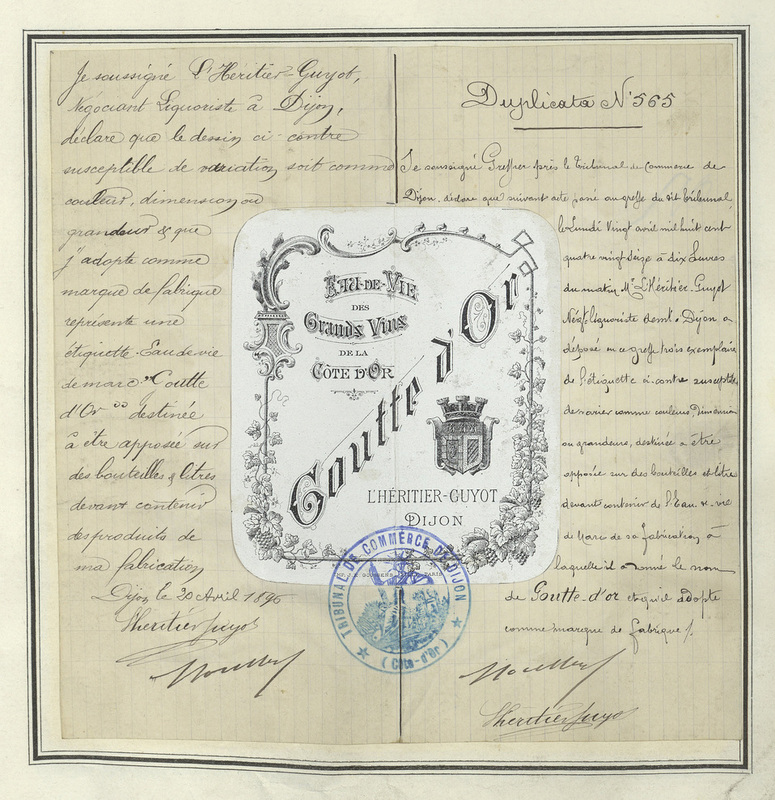 Je soussigné L'Héritier-Guyot,
Négociant Liquoriste à Dijon,
déclare que le dessin ci-contre
susceptible de variation soit comme
couleur, dimension ou
grandeur & que
j'adopte comme
marque de fabrique
représente une
étiquette. Eau de vie
de marc "Goutte
d'Or" destinée
à être apposée sur
des bouteilles & litres
devant contenir
des produits de
ma fabrication
Dijon le 20 Avril 1896
Lhéritier Guyot
Duplicata N° 565
Je soussigné Greffier près le Tribunal de Commerce de
Dijon, déclare que suivant acte passé au greffe du dit Tribunal
le Lundi Vingt avril mil huit cent
quatre vingt seize à dix heures
du matin Mr L'Héritier-Guyot
Négt liquoriste demt à Dijon a
déposé en ce greffe trois exemplaires
de l'étiquette ci-contre susceptible
de varier comme couleurs Dimension
ou grandeurs, destinée à être
apposée sur des bouteilles et litre
devant contenir de l'Eau de vie
de Marc de sa fabrication à
laquelle il a donné le nom
de Goutte-d'or et qu'il adopte
comme marque de fabrique /.
Lheritier Guyot
EAU-DE-VIE
DES
Grands Vins
DE LA
CÔTE D'OR
Goutte d'Or
L'HÉRITIER-GUYOT
DIJON
TRIBUNAL DE COMMERCE DE DIJON
(Côte-d'Or)